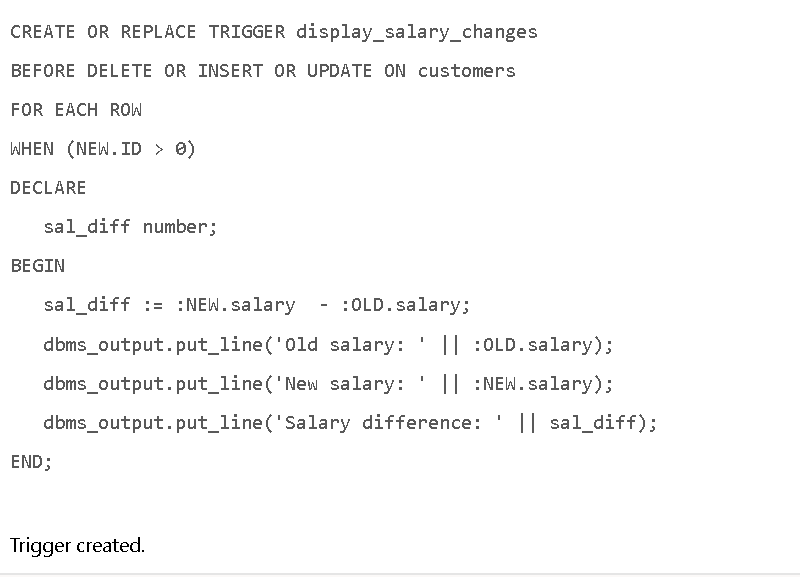 CREATE OR REPLACE TRIGGER display_salary_changes
BEFORE DELETE OR INSERT OR UPDATE ON customers
FOR EACH ROW
WHEN (NEW.ID > 0)
DECLARE
   sal_diff number;
BEGIN
   sal_diff := :NEW.salary  - :OLD.salary;
   dbms_output.put_line('Old salary: ' || :OLD.salary);
   dbms_output.put_line('New salary: ' || :NEW.salary);
   dbms_output.put_line('Salary difference: ' || sal_diff);
END;
Trigger created.